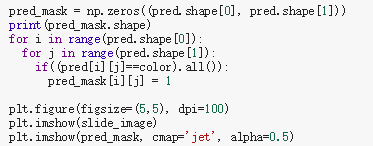 pred_mask = np.zeros((pred.shape[0], pred.shape[1]))
print(pred_mask.shape)
for i in range(pred.shape[0]):
  for j in range(pred.shape[1]):
    if((pred[i][j]==color).all()):
      pred_mask[i][j] = 1

plt.figure(figsize=(5,5), dpi=100)
plt.imshow(slide_image)
plt.imshow(pred_mask, cmap='jet', alpha=0.5)